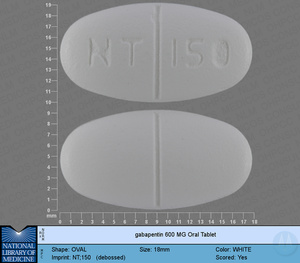 NT 150
mm
gabapentin 600 MG Oral Tablet
NATIONAL
LIBRARY OF
MEDICINE
Shape: OVAL Size: 18mm Color: WHITE
Imprint: NT;150 (debossed) Scored: Yes